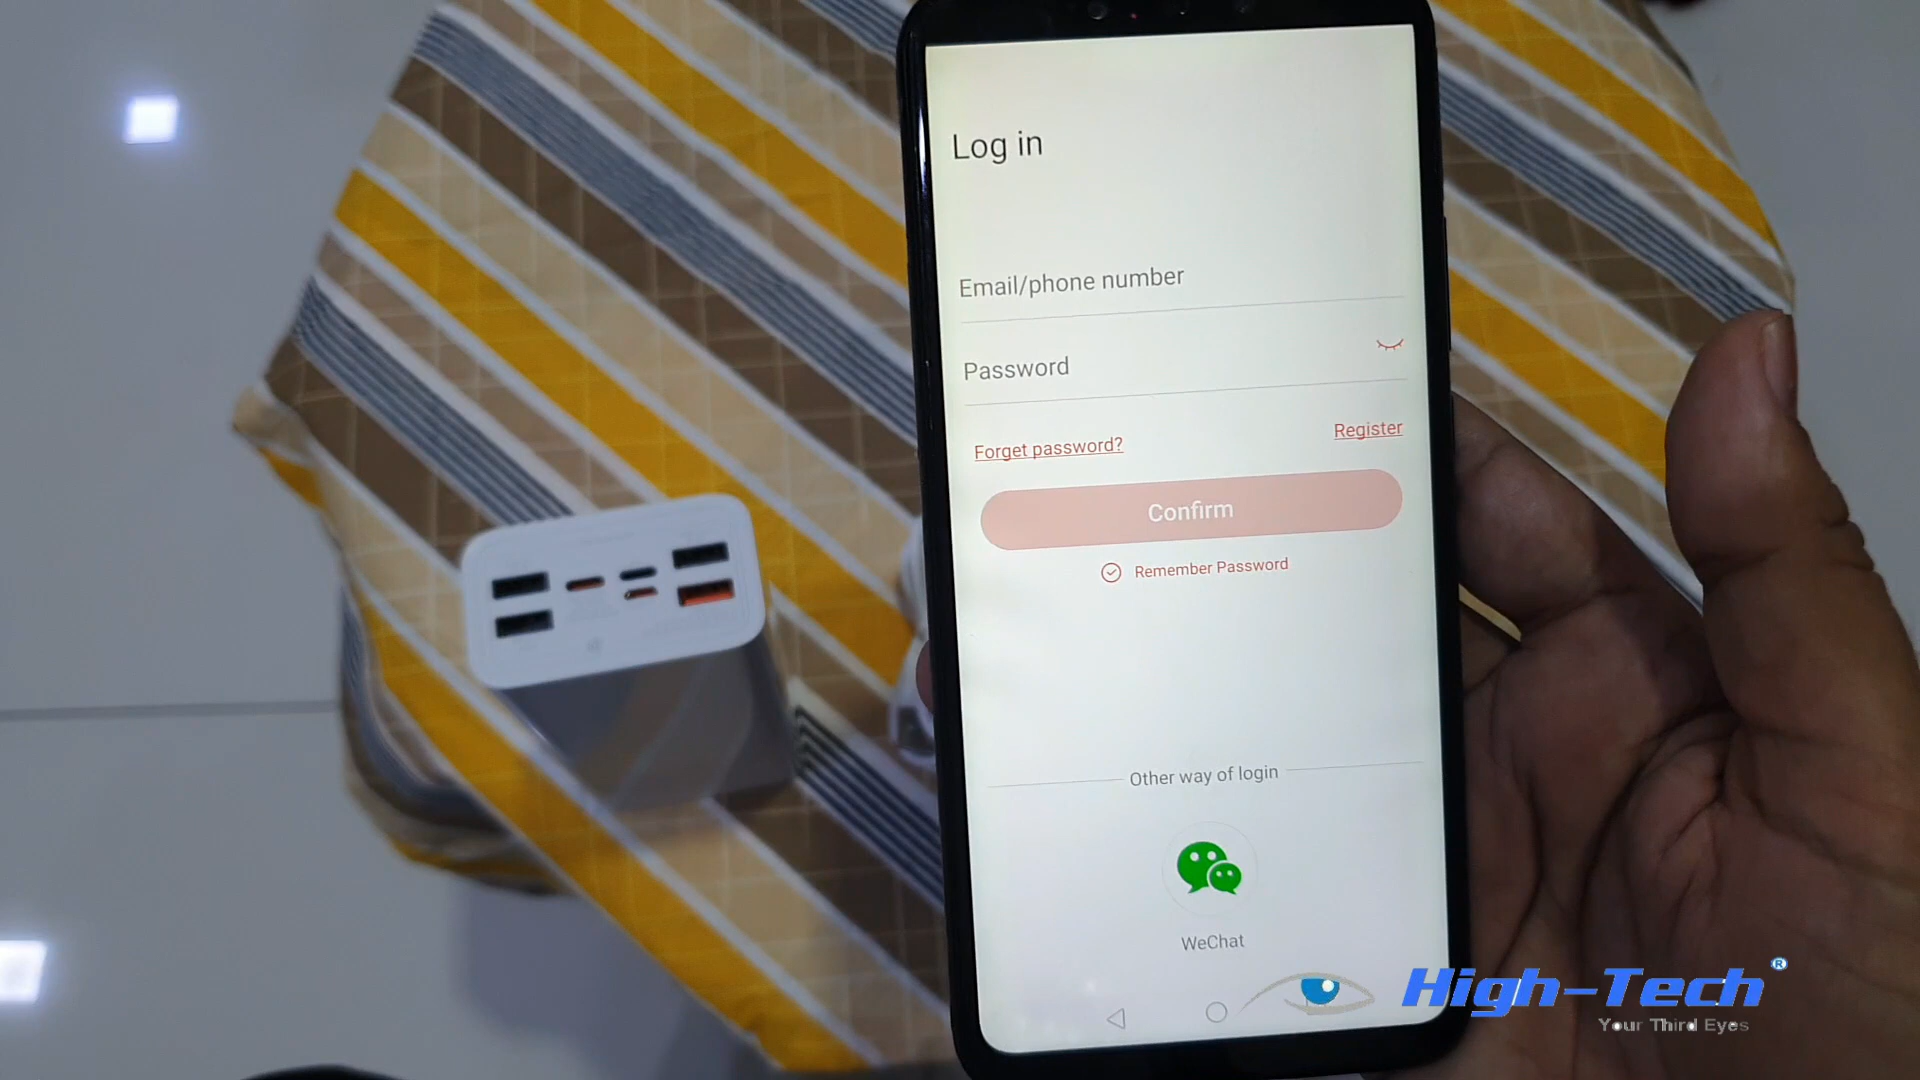 Log in
Email/phone number
Password
Forget password?
Register
Confirm
Remember Password
Other way of login
WeChat
High-Tech®
Your Third Eyes